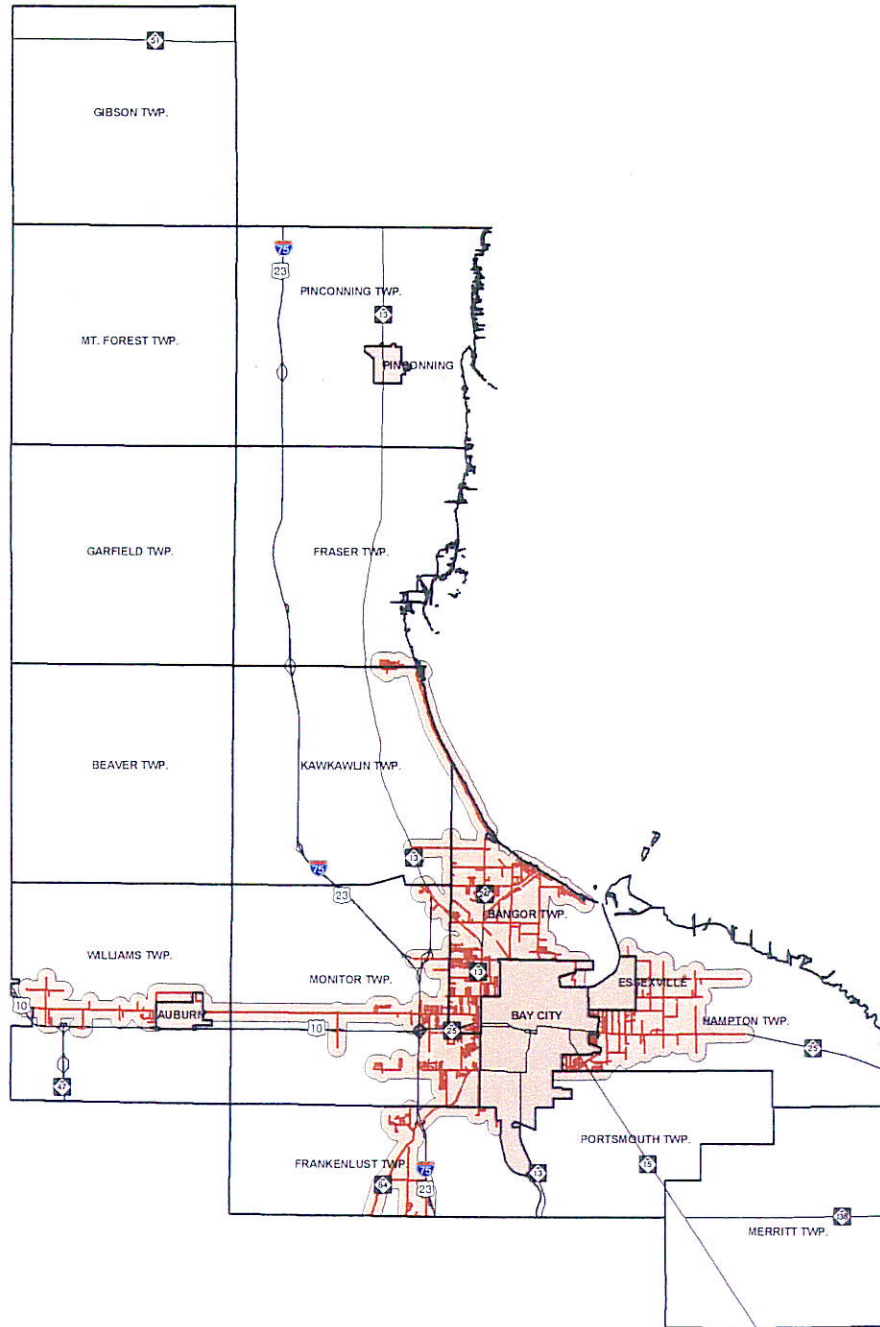 61
GIBSON TWP.
75
23
PINCONNING TWP.
13
MT. FOREST TWP.
PINCONNING
GARFIELD TWP.
FRASER TWP.
BEAVER TWP.
KAWKAWLIN TWP.
13
75
23
BANGOR TWP.
WILLIAMS TWP.
MONITOR TWP.
13
ESSEXVILLE
10
AUBURN
BAY CITY
HAMPTON TWP.
10
25
25
47
PORTSMOUTH TWP.
FRANKENLUST TWP.
75
15
13
84
23
138
MERRITT TWP.